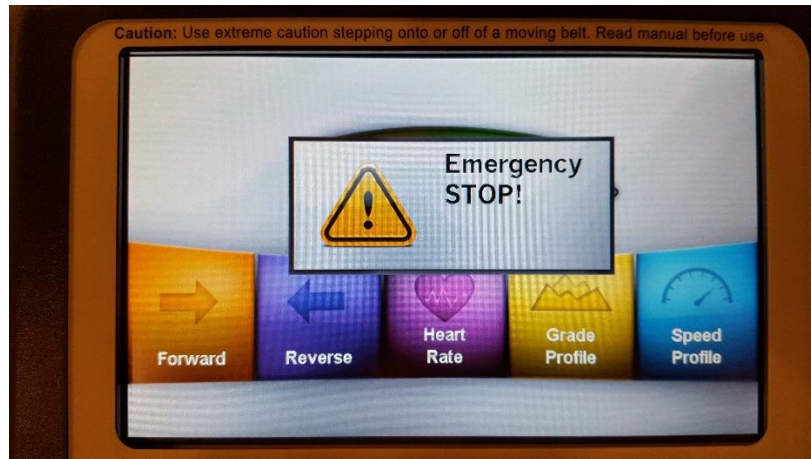 Caution: Use extreme caution stepping onto or off of a moving belt. Read manual before use.
Emergency
STOP!
Forward
Reverse
Heart
Rate
Grade
Profile
Speed
Profile